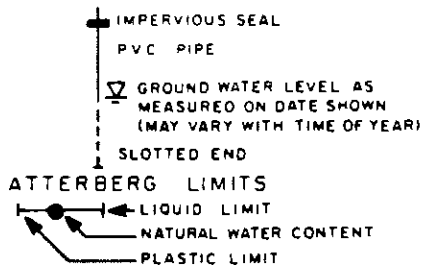 IMPERVIOUS SEAL
PVC PIPE
GROUND WATER LEVEL AS
MEASURED ON DATE SHOWN
(MAY VARY WITH TIME OF YEAR)
SLOTTED END
ATTERBERG LIMITS
LIQUID LIMIT
NATURAL WATER CONTENT
PLASTIC LIMIT